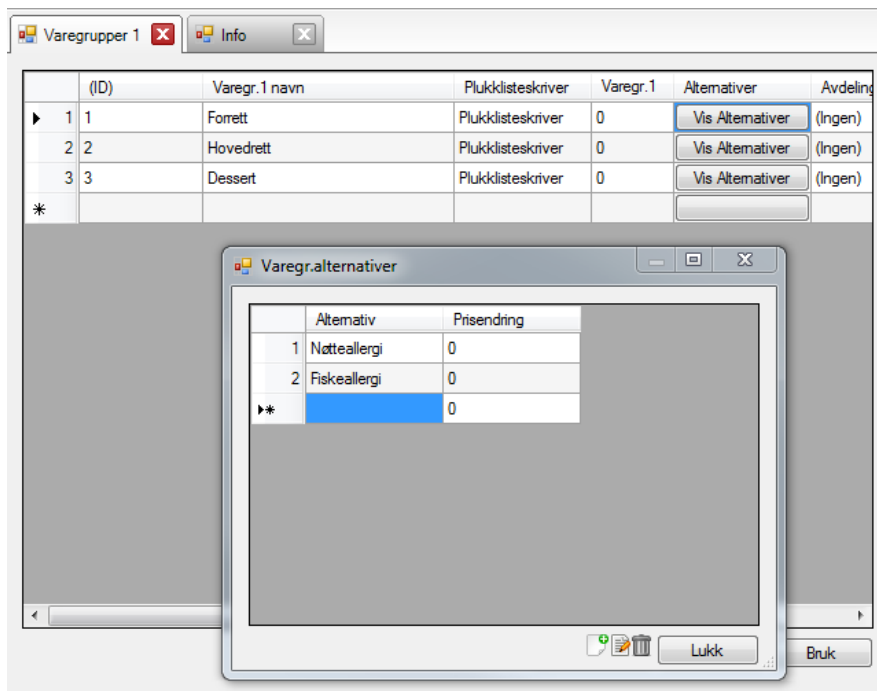 Varegrupper 1 Info
(ID) Varegr.1 navn Plukklisteskriver Varegr.1 Alternativer Avdeling
1 1 Forrett Plukklisteskriver 0 Vis Alternativer (Ingen)
2 2 Hovedrett Plukklisteskriver 0 Vis Alternativer (Ingen)
3 3 Dessert Plukklisteskriver 0 Vis Alternativer (Ingen)
Varegr.alternativer
Alternativ Prisendring
1 Nøtteallergi 0
2 Fiskeallergi 0
0
Lukk
Bruk